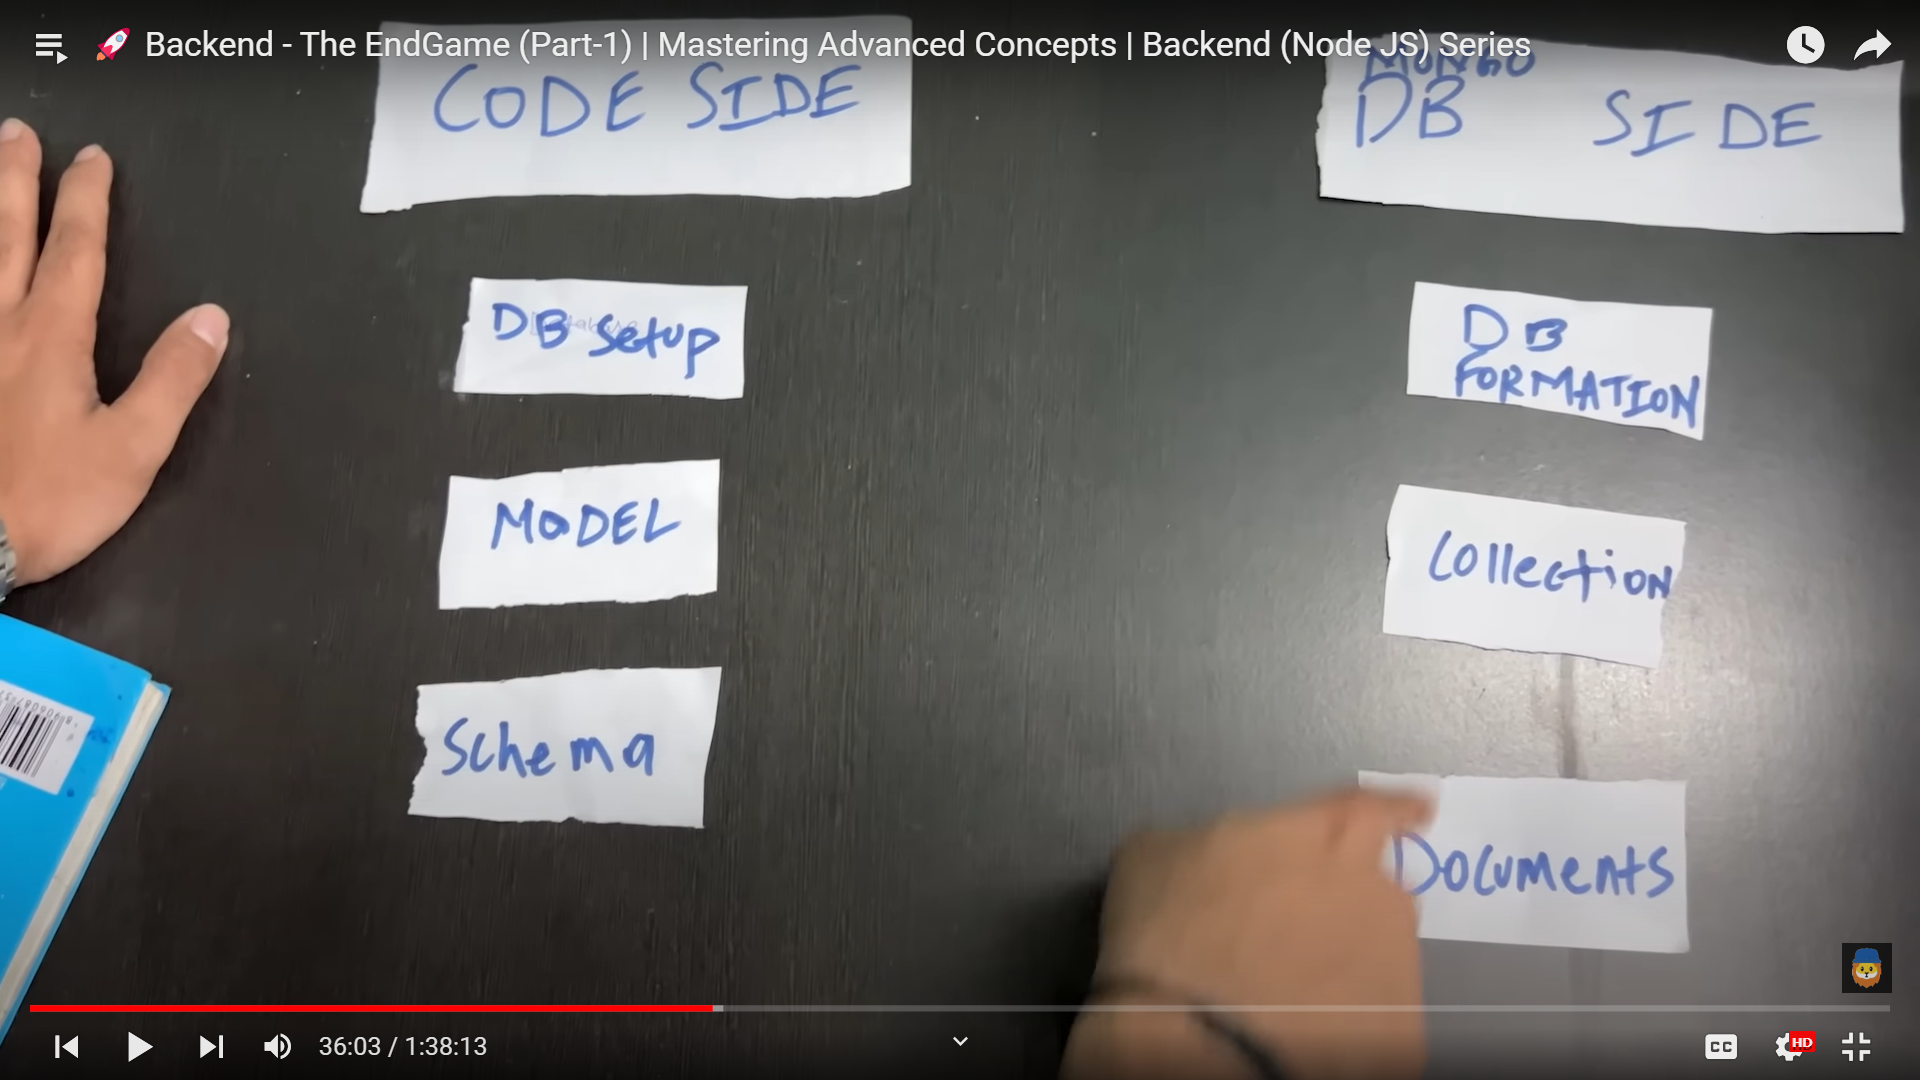 🚀 Backend - The EndGame (Part-1) | Mastering Advanced Concepts | Backend (Node JS) Series
CODE SIDE
MONGO
DB SIDE
DB Setup
DB
FORMATION
MODEL
Collection
Schema
Documents
36:03 / 1:38:13
CC
HD